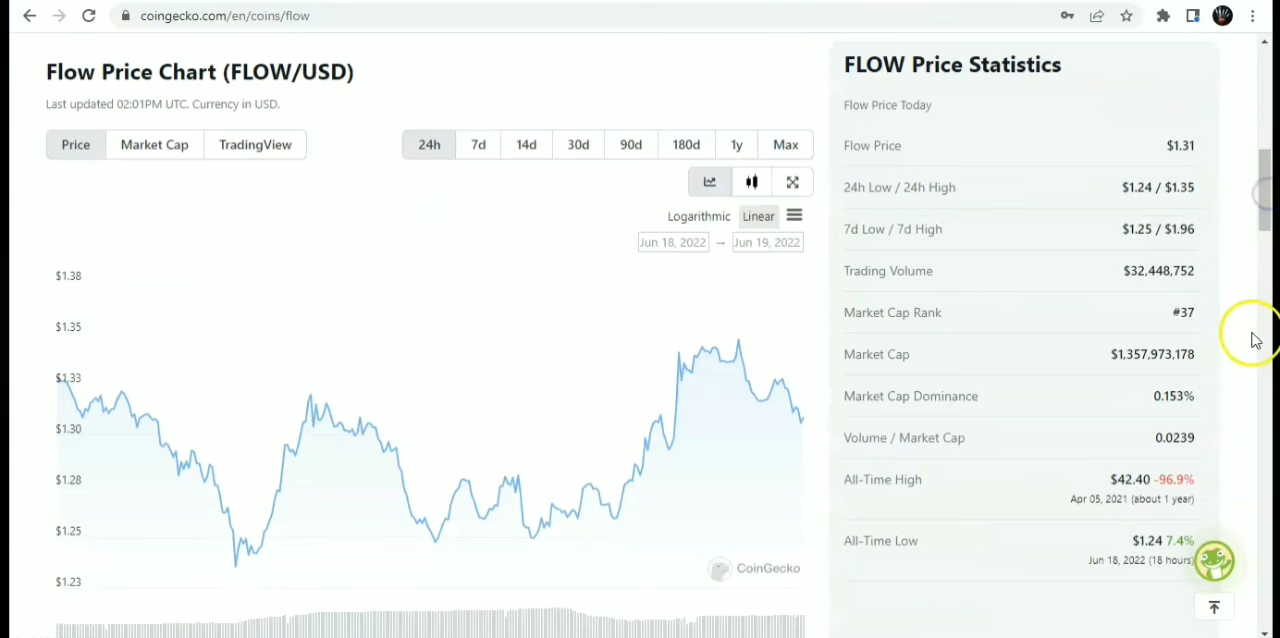 coingecko.com/en/coins/flow
Flow Price Chart (FLOW/USD)
Last updated 02:01PM UTC. Currency in USD.
Price Market Cap TradingView
24h 7d 14d 30d 90d 180d 1y Max
Logarithmic Linear
Jun 18, 2022 → Jun 19, 2022
$1.38
$1.35
$1.33
$1.30
$1.28
$1.25
$1.23
CoinGecko
FLOW Price Statistics
Flow Price Today
Flow Price $1.31
24h Low / 24h High $1.24 / $1.35
7d Low / 7d High $1.25 / $1.96
Trading Volume $32,448,752
Market Cap Rank #37
Market Cap $1,357,973,178
Market Cap Dominance 0.153%
Volume / Market Cap 0.0239
All-Time High $42.40 -96.9%
Apr 05, 2021 (about 1 year)
All-Time Low $1.24 7.4%
Jun 18, 2022 (18 hours)